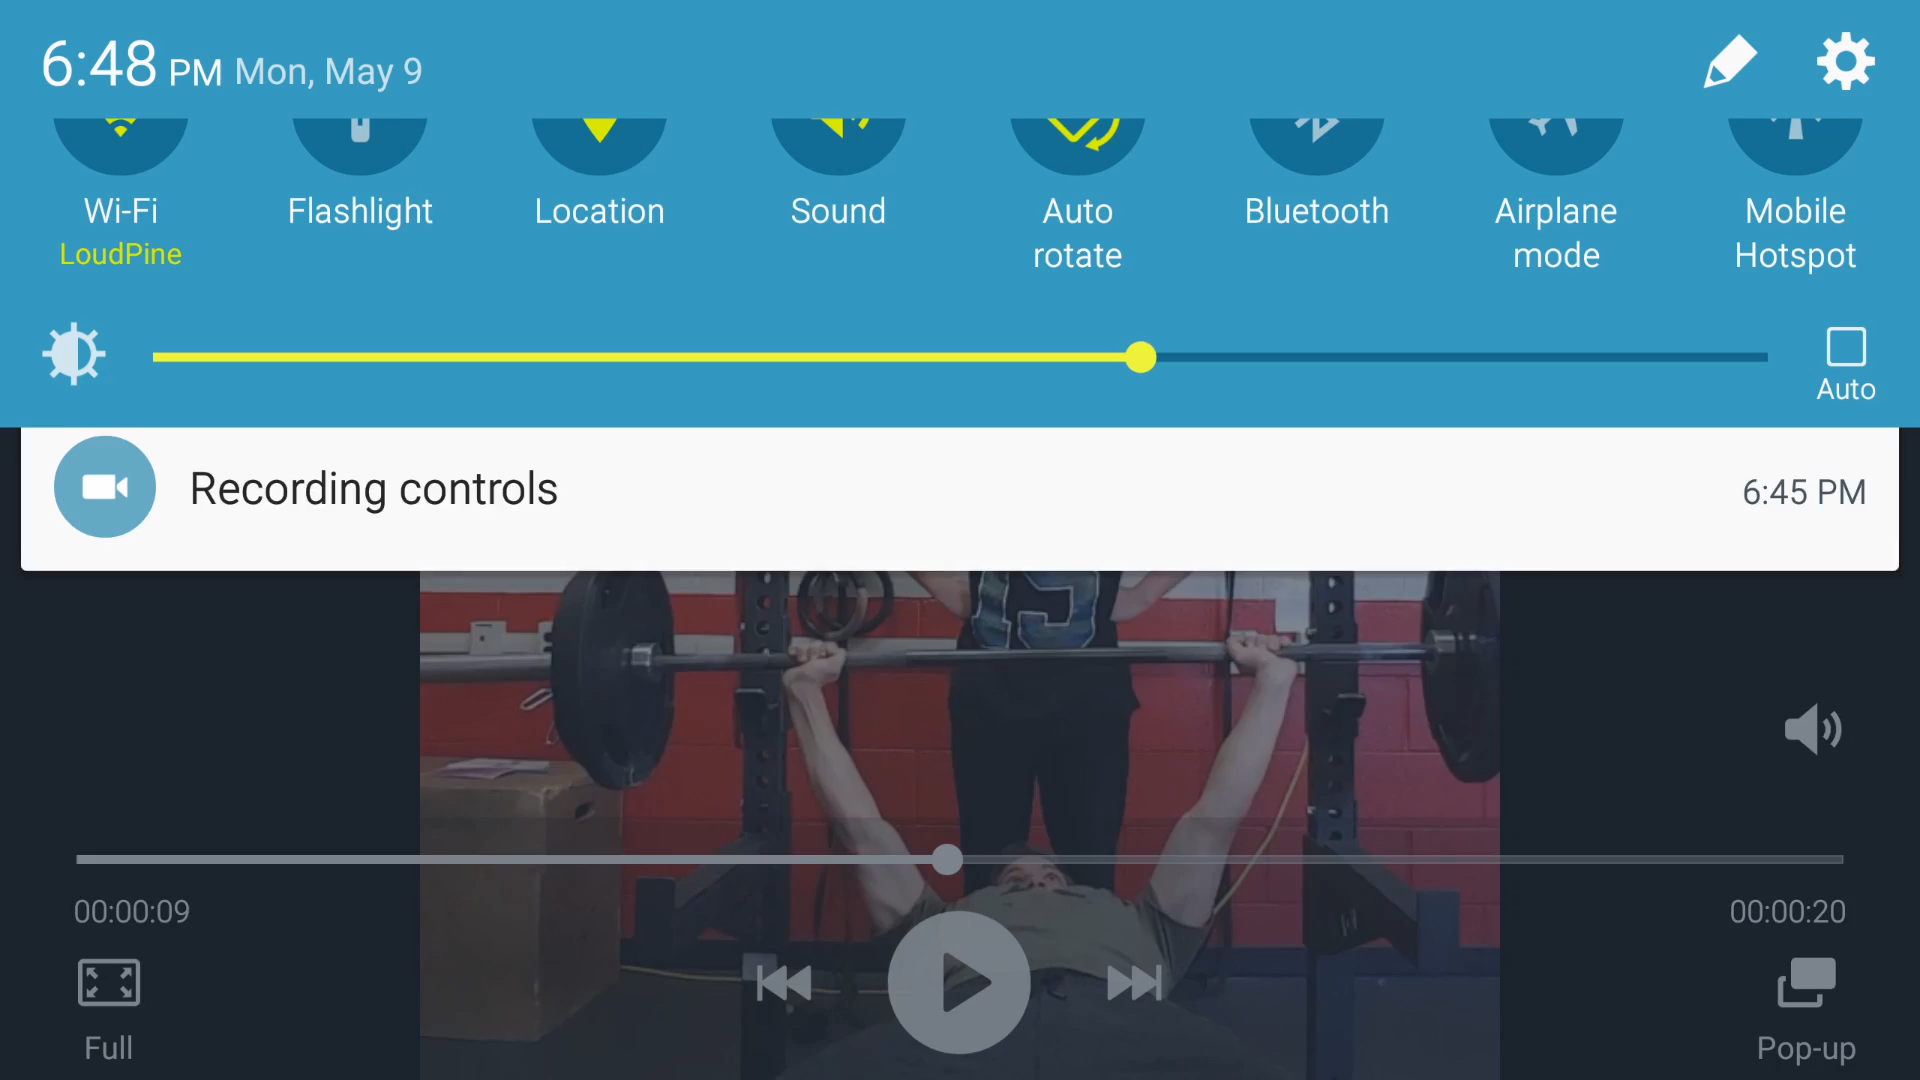 6:48 PM Mon, May 9
Wi-Fi Flashlight Location Sound Auto rotate Bluetooth Airplane mode Mobile Hotspot
LoudPine
Auto
Recording controls 6:45 PM
15
00:00:09 00:00:20
Full Pop-up